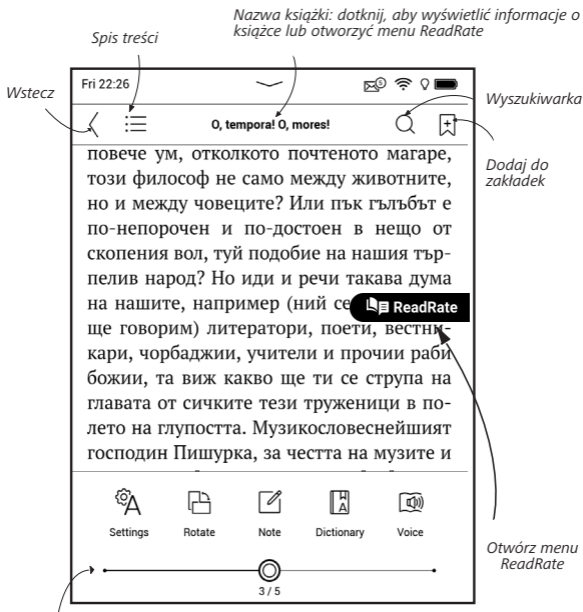 Nazwa książki: dotknij, aby wyświetlić informacje o
książce lub otworzyć menu ReadRate
Spis treści
Wstecz
Fri 22:26
Wyszukiwarka
O, tempora! O, mores!
Dodaj do
zakładek
повече ум, отколкото почтеното магаре,
този философ не само между животните,
но и между човеците? Или пък гълъбът е
по-непорочен и по-достоен в нещо от
скопения вол, туй подобие на нашия тър-
пелив народ? Но иди и речи такава дума
на нашите, например (ний се
ReadRate
ще говорим) литератори, поети, вестни-
кари, чорбаджии, учители и прочии раби
божии, та виж какво ще ти се струпа на
главата от сичките тези труженици в по-
лето на глупостта. Музикословеснейшият
господин Пишурка, за честта на музите и
Settings Rotate Note Dictionary Voice
Otwórz menu
ReadRate
3 / 5